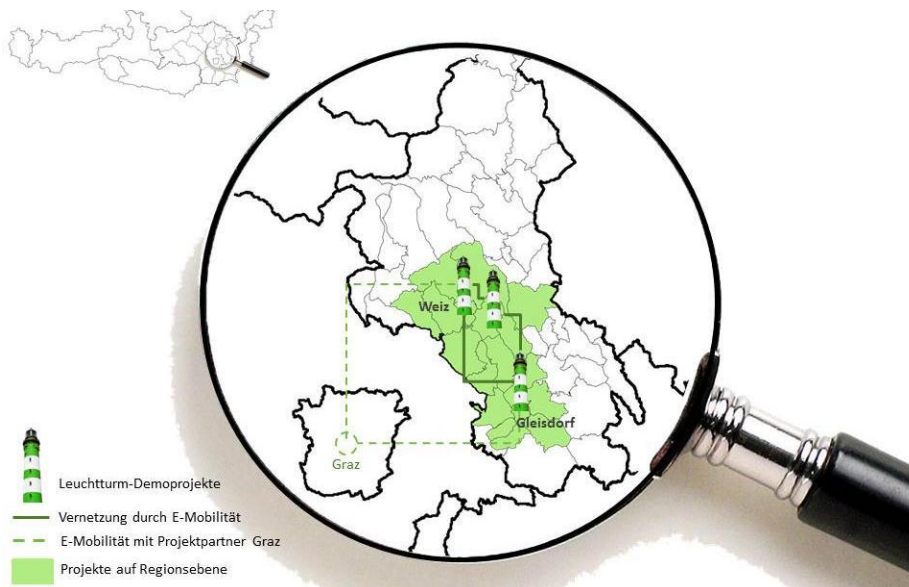 Weiz
Gleisdorf
Graz
Leuchtturm-Demoprojekte
Vernetzung durch E-Mobilität
E-Mobilität mit Projektpartner Graz
Projekte auf Regionsebene